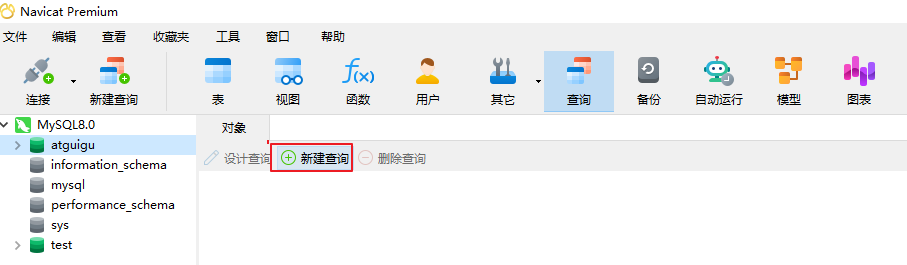 Navicat Premium
文件 编辑 查看 收藏夹 工具 窗口 帮助
f(x)
连接 新建查询 表 视图 函数 用户 其它 查询 备份 自动运行 模型 图表
MySQL8.0 对象
atguigu 设计查询 新建查询 删除查询
information_schema
mysql
performance_schema
sys
test